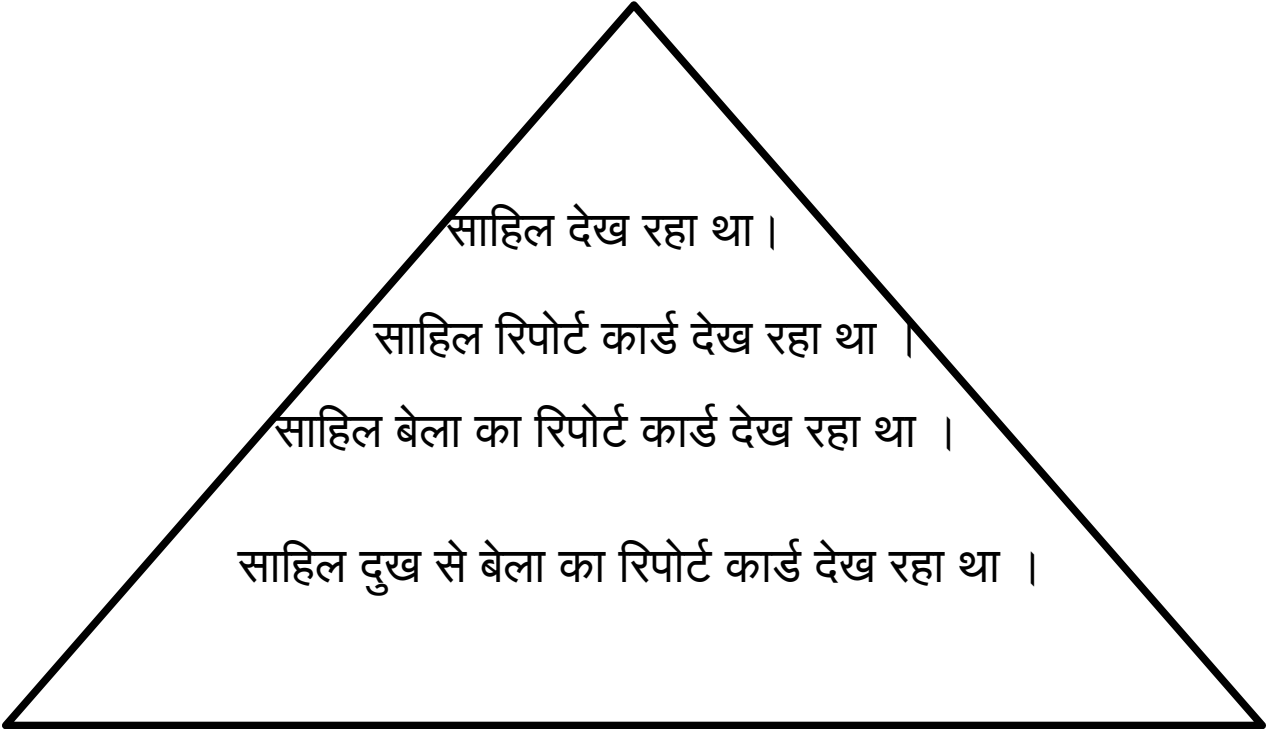 साहिल देख रहा था।
साहिल रिपोर्ट कार्ड देख रहा था ।
साहिल बेला का रिपोर्ट कार्ड देख रहा था ।
साहिल दुख से बेला का रिपोर्ट कार्ड देख रहा था ।